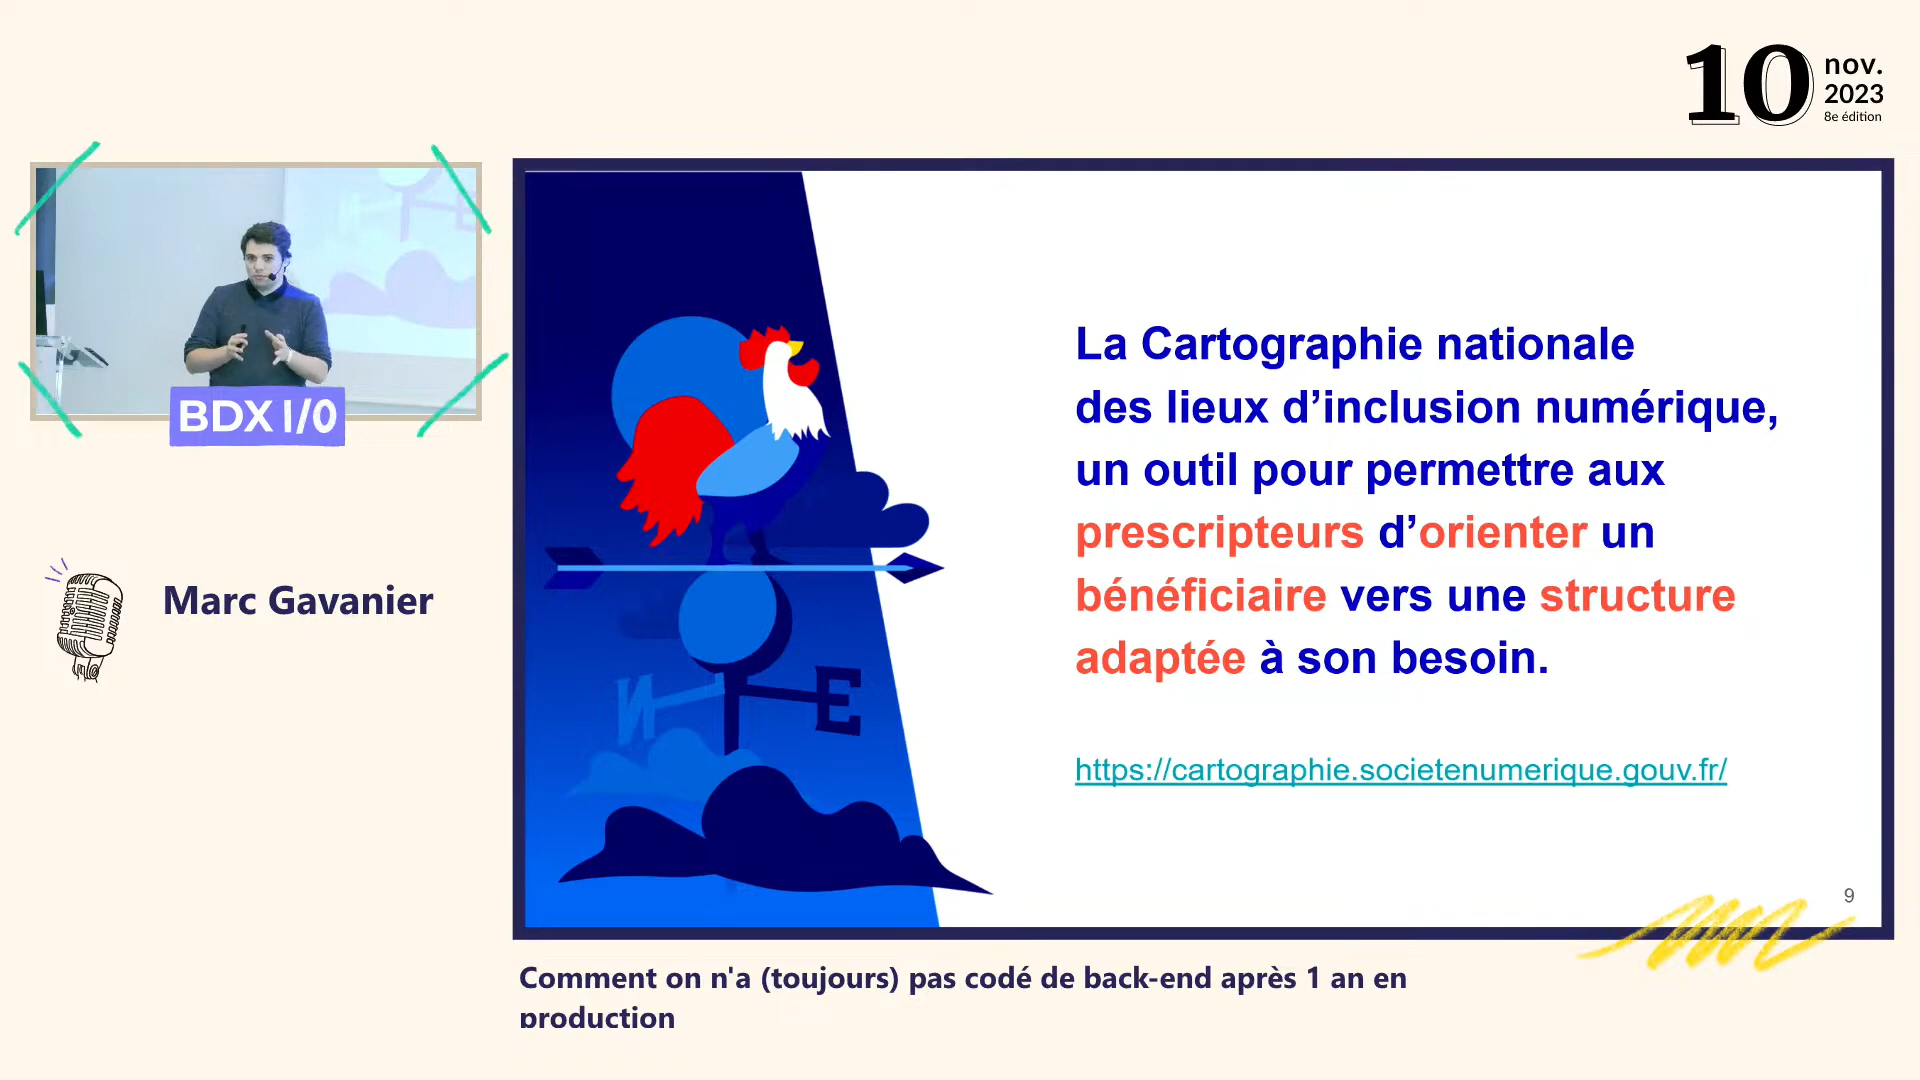 10
nov.
2023
8e édition
BDX I/O
Marc Gavanier
N
E
La Cartographie nationale
des lieux d’inclusion numérique,
un outil pour permettre aux
prescripteurs d’orienter un
bénéficiaire vers une structure
adaptée à son besoin.
https://cartographie.societenumerique.gouv.fr/
9
Comment on n'a (toujours) pas codé de back-end après 1 an en
production